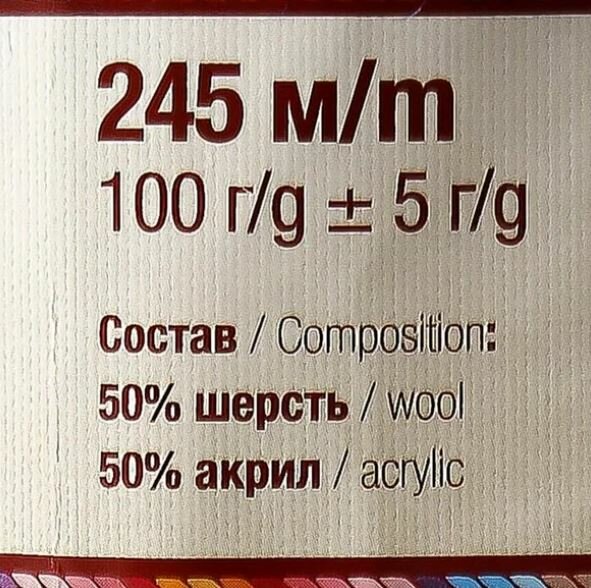 245 м/m
100 г/g ± 5 г/g
Состав / Composition:
50% шерсть / wool
50% акрил / acrylic